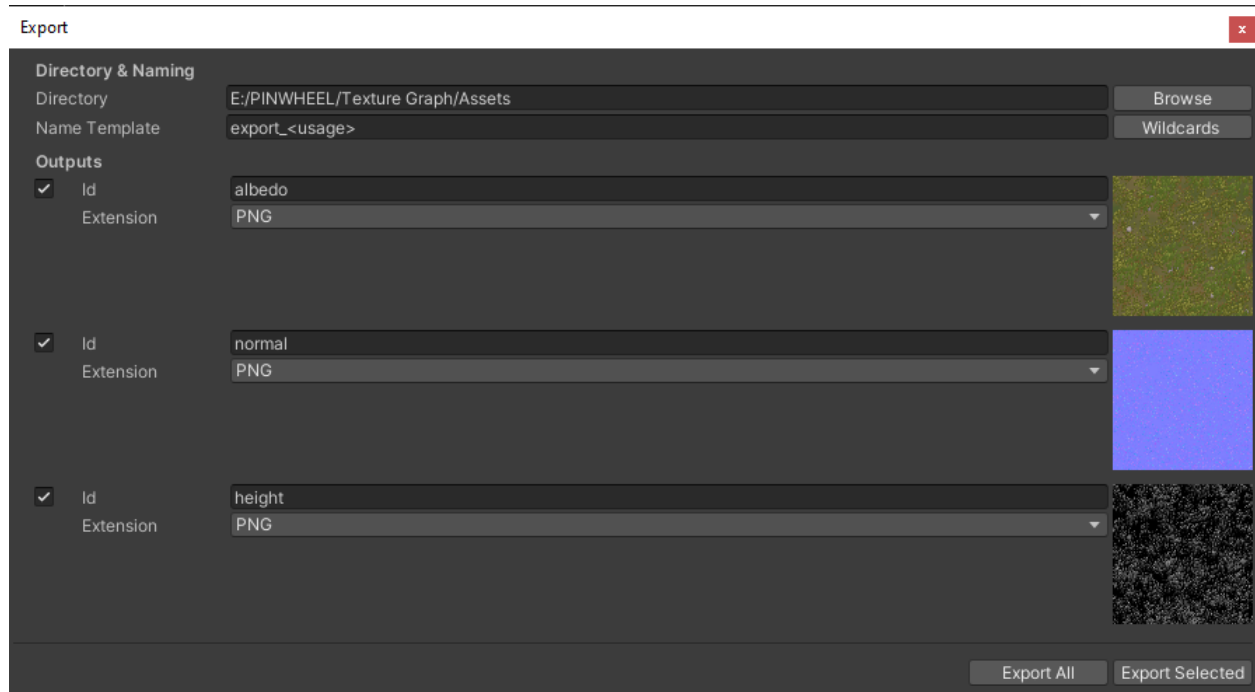 Export
x
Directory & Naming
Directory E:/PINWHEEL/Texture Graph/Assets Browse
Name Template export_<usage> Wildcards
Outputs
Id albedo
Extension PNG
Id normal
Extension PNG
Id height
Extension PNG
Export All Export Selected